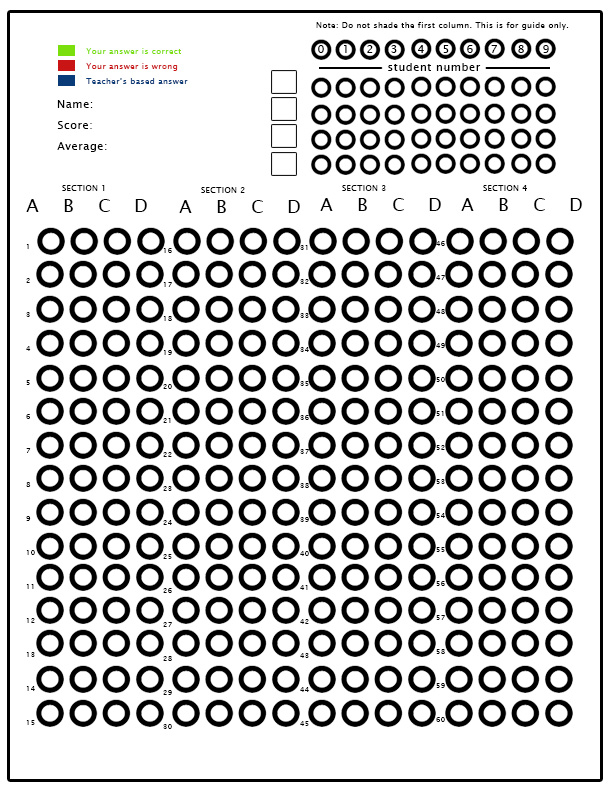 Note: Do not shade the first column. This is for guide only.
0 1 2 3 4 5 6 7 8 9
student number
Your answer is correct
Your answer is wrong
Teacher's based answer
Name:
Score:
Average:
SECTION 1 SECTION 2 SECTION 3 SECTION 4
A B C D A B C D A B C D A B C D
1 16 31 46
2 17 32 47
3 18 33 48
4 19 34 49
5 20 35 50
6 21 36 51
7 22 37 52
8 23 38 53
9 24 39 54
10 25 40 55
11 26 41 56
12 27 42 57
13 28 43 58
14 29 44 59
15 30 45 60